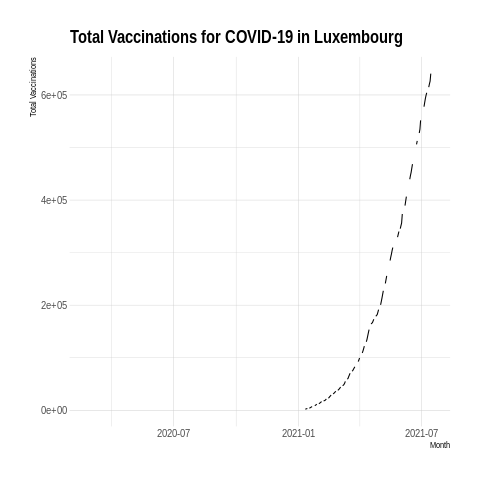 Total Vaccinations for COVID-19 in Luxembourg
Total Vaccinations
6e+05
4e+05
2e+05
0e+00
2020-07
2021-01
2021-07
Month